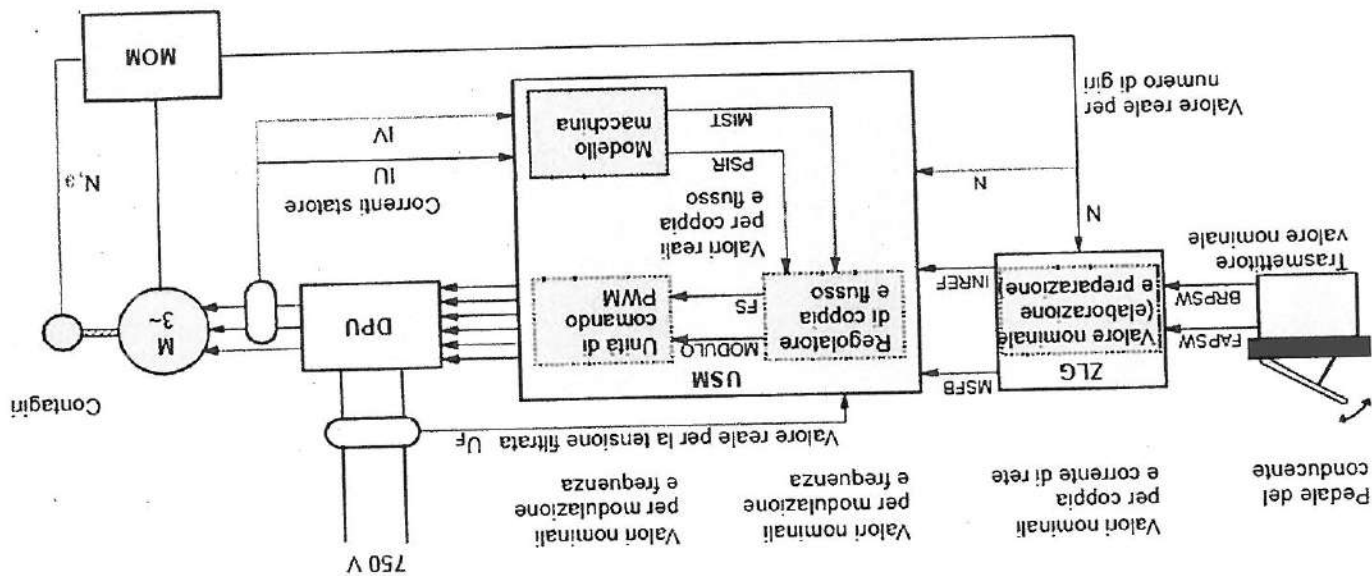 750 V
Pedale del
conducente
Valori nominali
per coppia
e corrente di rete
Valori nominali
per modulazione
e frequenza
Valori nominali
per modulazione
e frequenza
Valore reale per la tensione filtrata UF
Contagiri
ZLG
Valore nominale
(elaborazione
e preparazione)
FAPSW
BRPSW
Trasmettitore
valore nominale
MSFB
INREF
USM
Regolatore
di coppia
e flusso
MODULQ
FS
Unità di
comando
PWM
DPU
M
3~
Valori reali
per coppia
e flusso
PSIR
MIST
Modello
macchina
Correnti statore
IU
IV
N
N
N,ϑ
Valore reale per
numero di giri
MOM